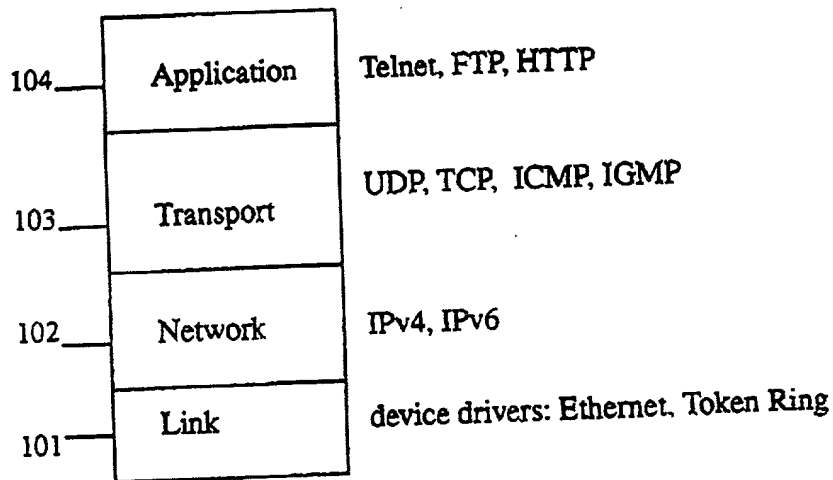 104 Application Telnet, FTP, HTTP
UDP, TCP, ICMP, IGMP
103 Transport
102 Network IPv4, IPv6
101 Link device drivers: Ethernet, Token Ring